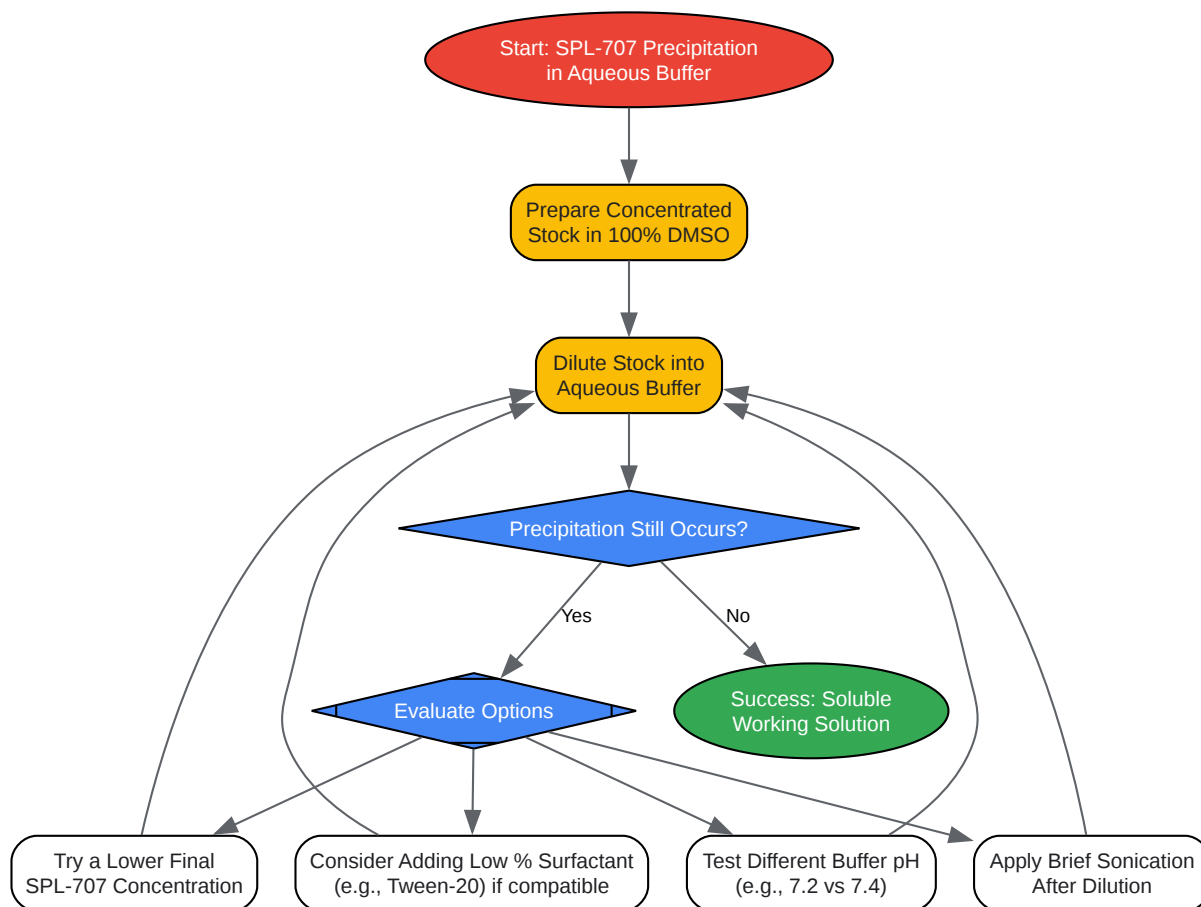 Start: SPL-707 Precipitation
in Aqueous Buffer
Prepare Concentrated
Stock in 100% DMSO
Dilute Stock into
Aqueous Buffer
Precipitation Still Occurs?
Yes
No
Evaluate Options
Success: Soluble
Working Solution
Try a Lower Final
SPL-707 Concentration
Consider Adding Low % Surfactant
(e.g., Tween-20) if compatible
Test Different Buffer pH
(e.g., 7.2 vs 7.4)
Apply Brief Sonication
After Dilution